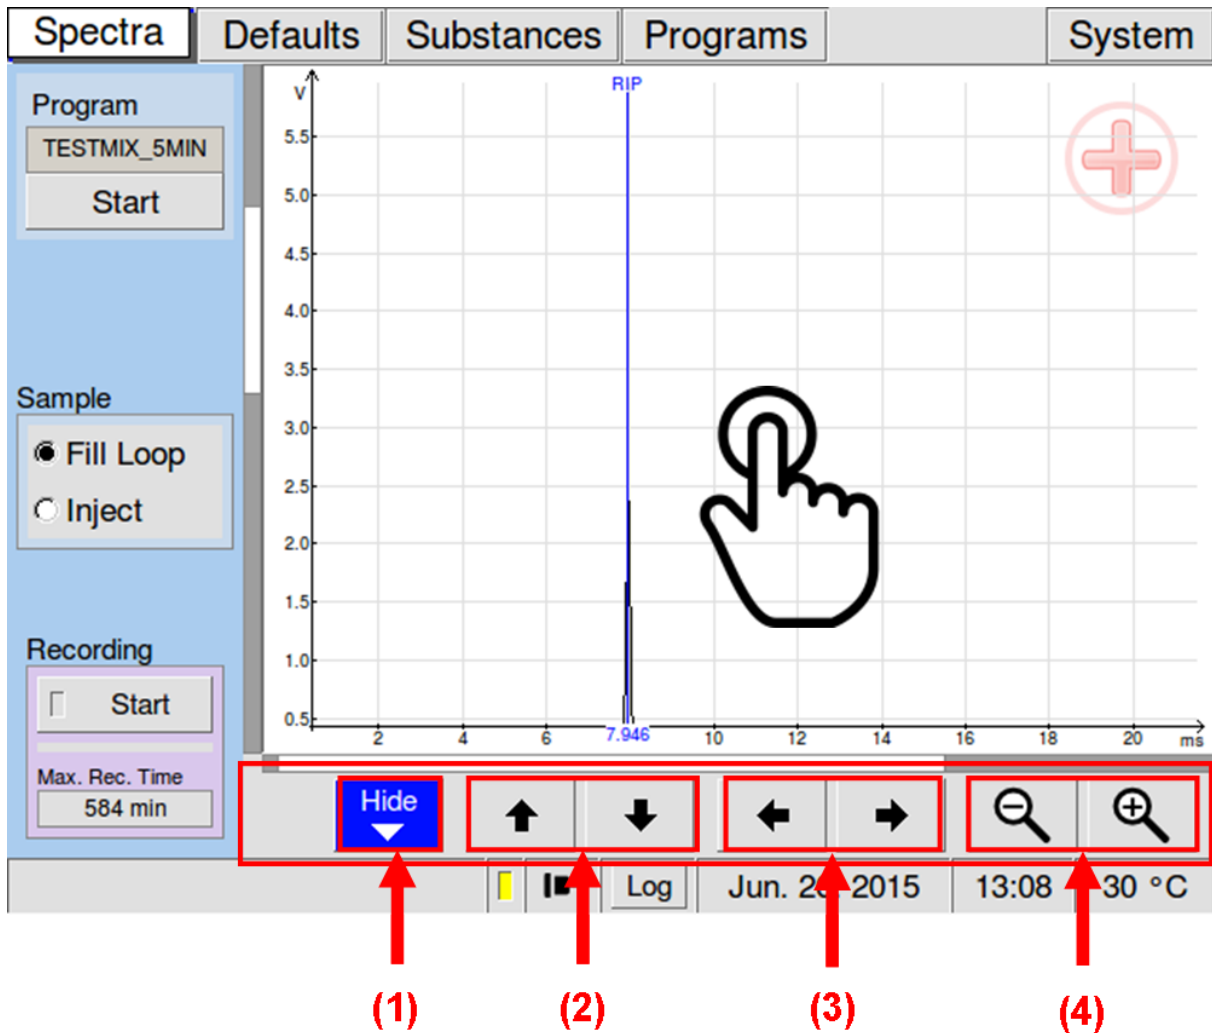 Spectra Defaults Substances Programs System
Program
TESTMIX_5MIN
Start
Sample
Fill Loop
Inject
Recording
Start
Max. Rec. Time
584 min
V
RIP
5.5
5.0
4.5
4.0
3.5
3.0
2.5
2.0
1.5
1.0
0.5
2 4 6 7.946 10 12 14 16 18 20 ms
Hide
Log Jun. 2 2015 13:08 30 °C
(1) (2) (3) (4)